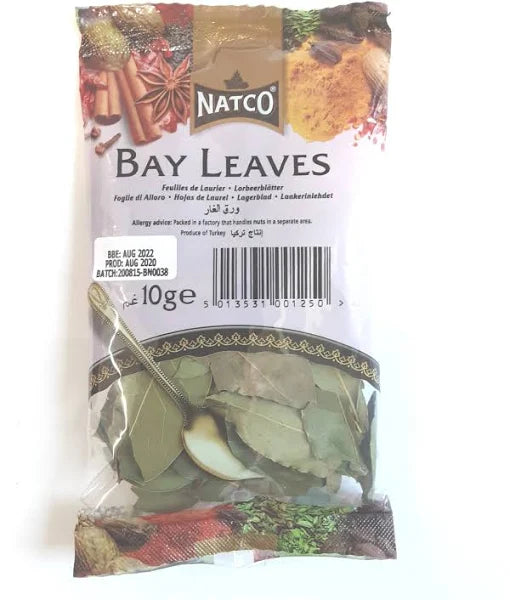 NATCO®
BAY LEAVES
Feuilles de Laurier • Lorbeerblätter
Foglie di Alloro • Hojas de Laurel • Lagerblad • Laakerinlehdet
ورق الغار
Allergy advice: Packed in a factory that handles nuts in a seperate area.
Produce of Turkey إنتاج تركيا
BBE: AUG 2022
PROD: AUG 2020
BATCH:200815-BN0038
10g e غرام
5 013531 001250 >